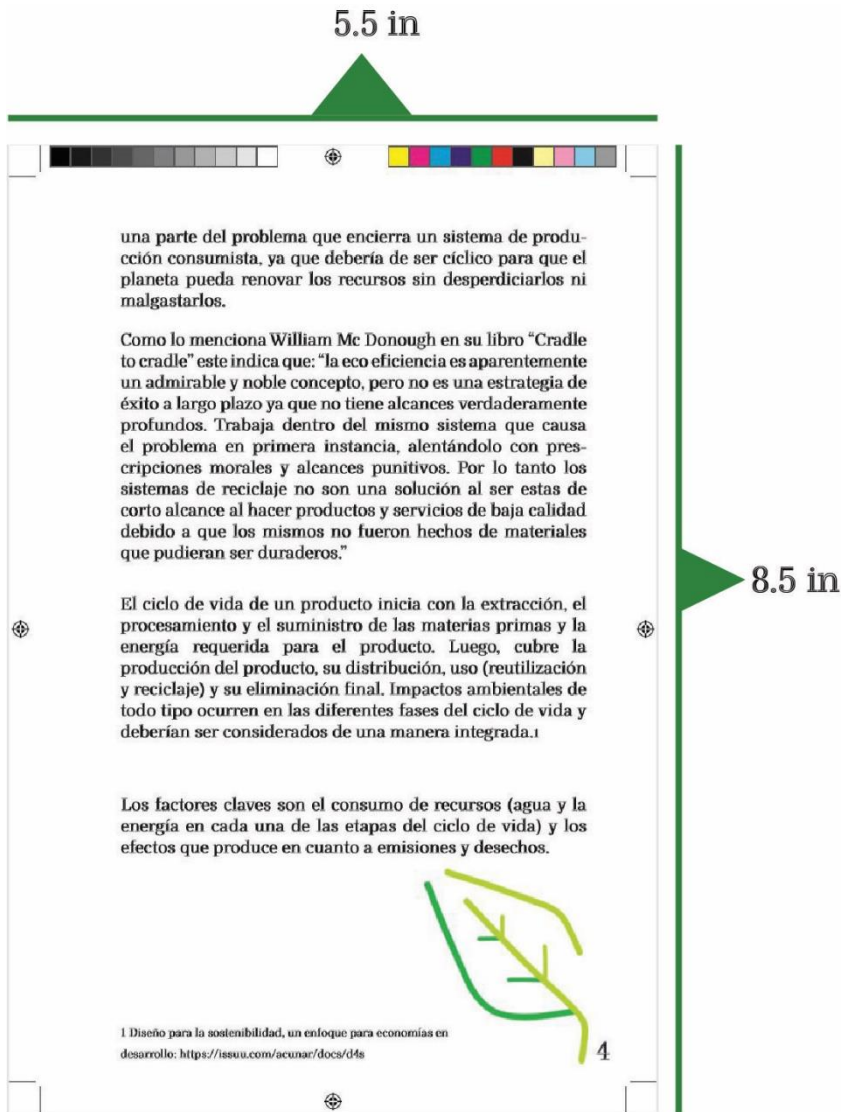 5.5 in
una parte del problema que encierra un sistema de produ-
cción consumista, ya que debería de ser cíclico para que el
planeta pueda renovar los recursos sin desperdiciarlos ni
malgastarlos.
Como lo menciona William Mc Donough en su libro “Cradle
to cradle” este indica que: “la eco eficiencia es aparentemente
un admirable y noble concepto, pero no es una estrategia de
éxito a largo plazo ya que no tiene alcances verdaderamente
profundos. Trabaja dentro del mismo sistema que causa
el problema en primera instancia, alentándolo con pres-
cripciones morales y alcances punitivos. Por lo tanto los
sistemas de reciclaje no son una solución al ser estas de
corto alcance al hacer productos y servicios de baja calidad
debido a que los mismos no fueron hechos de materiales
que pudieran ser duraderos.”
8.5 in
El ciclo de vida de un producto inicia con la extracción, el
procesamiento y el suministro de las materias primas y la
energía requerida para el producto. Luego, cubre la
producción del producto, su distribución, uso (reutilización
y reciclaje) y su eliminación final. Impactos ambientales de
todo tipo ocurren en las diferentes fases del ciclo de vida y
deberían ser considerados de una manera integrada.1
Los factores claves son el consumo de recursos (agua y la
energía en cada una de las etapas del ciclo de vida) y los
efectos que produce en cuanto a emisiones y desechos.
1 Diseño para la sostenibilidad, un enfoque para economías en
desarrollo: https://issuu.com/acunar/docs/d4s
4